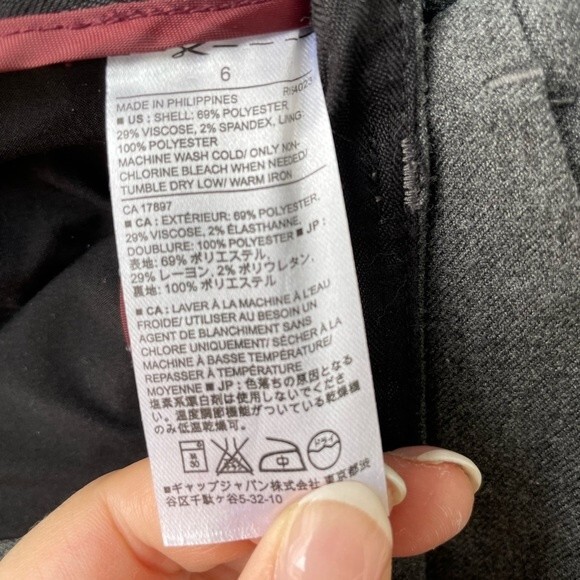 6
MADE IN PHILIPPINES
■ US : SHELL: 69% POLYESTER
29% VISCOSE, 2% SPANDEX, LINING:
100% POLYESTER
MACHINE WASH COLD/ ONLY NON-
CHLORINE BLEACH WHEN NEEDED/
TUMBLE DRY LOW/ WARM IRON
CA 17897
■ CA : EXTÉRIEUR: 69% POLYESTER,
29% VISCOSE, 2% ÉLASTHANNE,
DOUBLURE: 100% POLYESTER ■ JP :
表地: 69% ポリエステル,
29% レーヨン, 2% ポリウレタン,
裏地: 100% ポリエステル
■ CA: LAVER À LA MACHINE À L'EAU
FROIDE/ UTILISER AU BESOIN UN
AGENT DE BLANCHIMENT SANS
CHLORE UNIQUEMENT/ SÉCHER À LA
MACHINE À BASSE TEMPÉRATURE/
REPASSER À TEMPÉRATURE
MOYENNE ■ JP : 色落ちの原因となる
塩素系漂白剤は使用しないでくださ
い。温度調節機能がついている乾燥機
のみ低温乾燥可。
30
中
ドライ
■ギャップジャパン株式会社 東京都渋
谷区千駄ヶ谷5-32-10